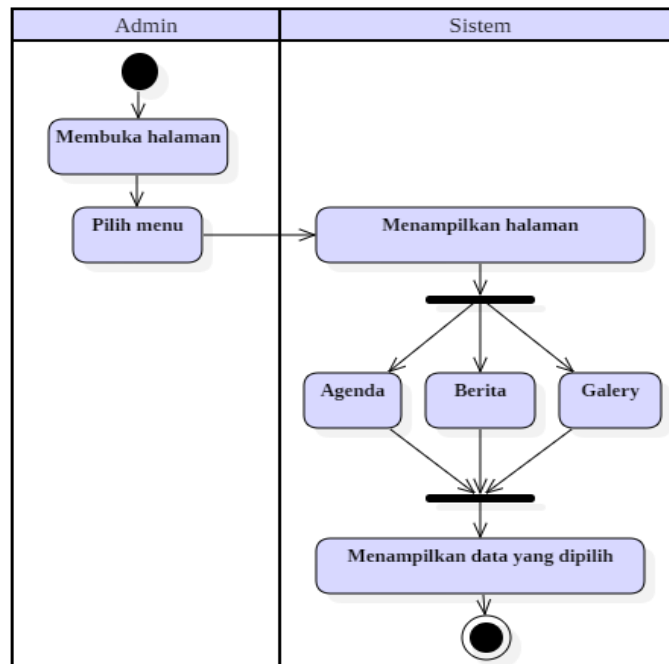 Admin
Sistem
Membuka halaman
Pilih menu
Menampilkan halaman
Agenda
Berita
Galery
Menampilkan data yang dipilih